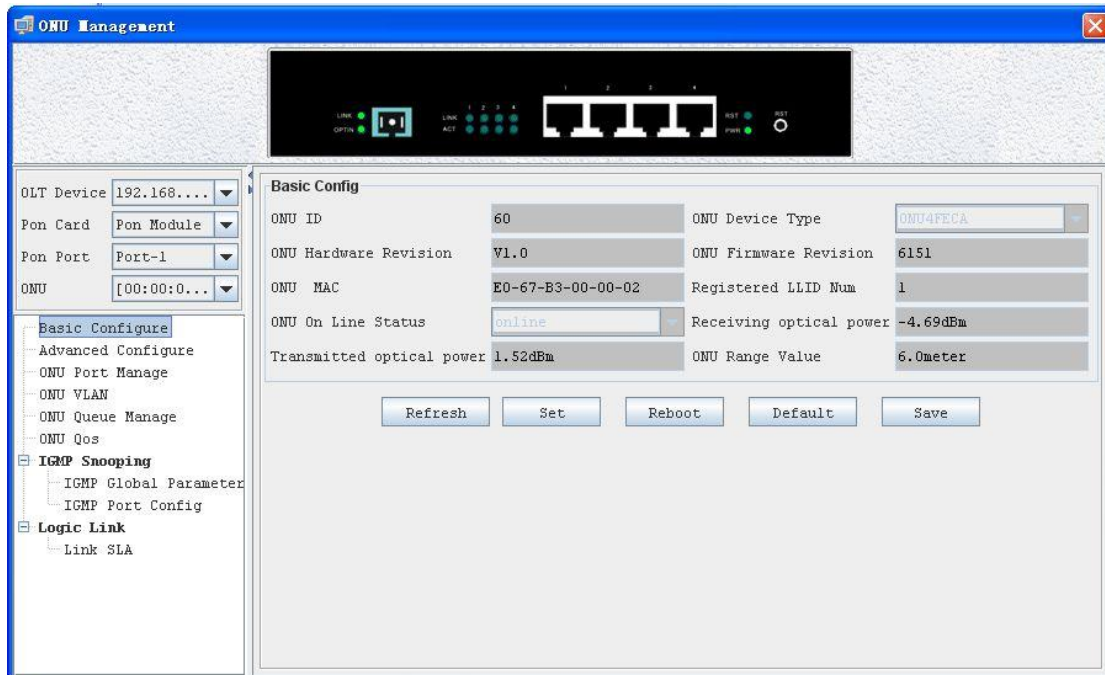 ONU Management
1 2 3 4
LINK
OPTIN
1 2 3 4
LINK
ACT
RST
PWR
RST
OLT Device 192.168....
Pon Card Pon Module
Pon Port Port-1
ONU [00:00:0...
Basic Configure
Advanced Configure
ONU Port Manage
ONU VLAN
ONU Queue Manage
ONU Qos
IGMP Snooping
IGMP Global Parameter
IGMP Port Config
Logic Link
Link SLA
Basic Config
ONU ID 60 ONU Device Type ONU4FECA
ONU Hardware Revision V1.0 ONU Firmware Revision 6151
ONU MAC E0-67-B3-00-00-02 Registered LLID Num 1
ONU On Line Status online Receiving optical power -4.69dBm
Transmitted optical power 1.52dBm ONU Range Value 6.0meter
Refresh Set Reboot Default Save